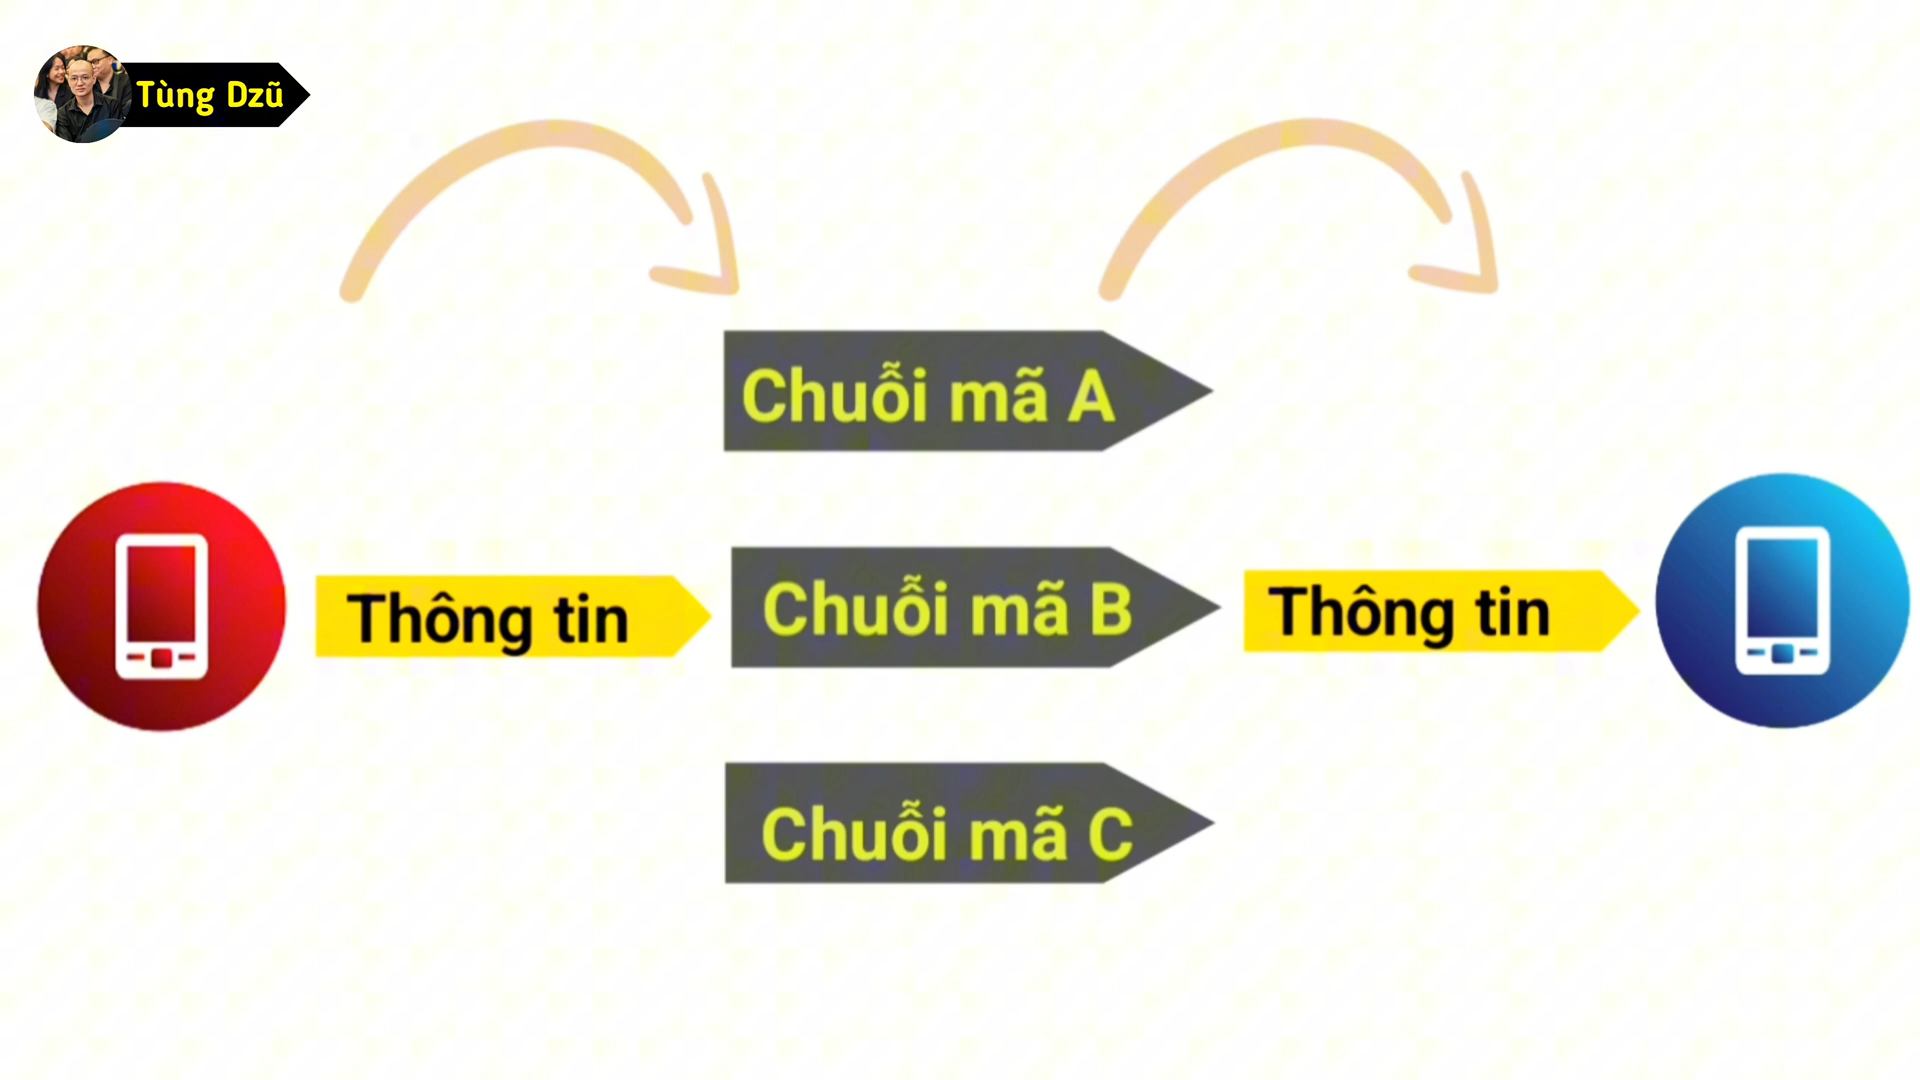 Tùng Dzũ
Chuỗi mã A
Thông tin
Chuỗi mã B
Thông tin
Chuỗi mã C